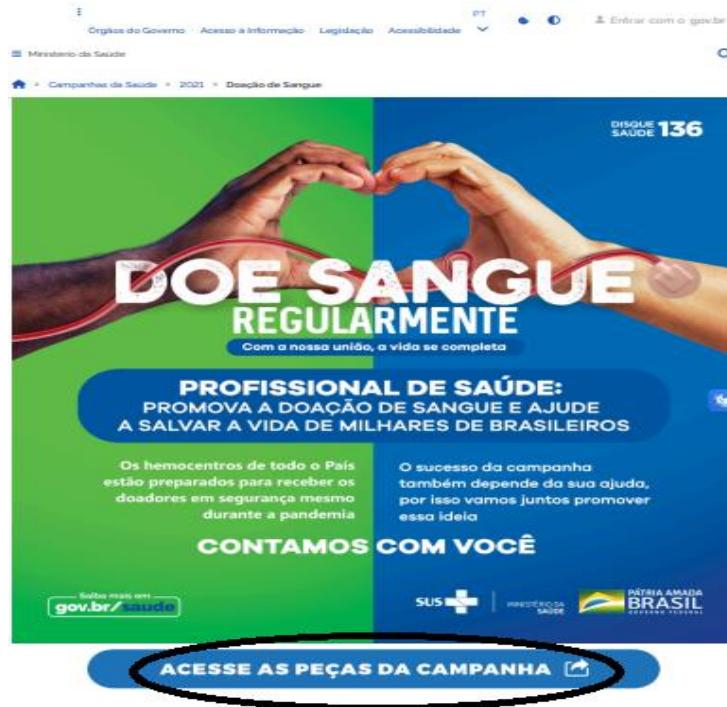 PT
Órgãos do Governo Acesso à Informação Legislação Acessibilidade
Entrar com o gov.br
Ministério da Saúde
Campanhas da Saúde 2021 Doação de Sangue
DISQUE SAÚDE 136
DOE SANGUE
REGULARMENTE
Com a nossa união, a vida se completa
PROFISSIONAL DE SAÚDE:
PROMOVA A DOAÇÃO DE SANGUE E AJUDE
A SALVAR A VIDA DE MILHARES DE BRASILEIROS
Os hemocentros de todo o País
estão preparados para receber os
doadores em segurança mesmo
durante a pandemia
O sucesso da campanha
também depende da sua ajuda,
por isso vamos juntos promover
essa ideia
CONTAMOS COM VOCÊ
Saiba mais em
gov.br/saude
SUS
MINISTÉRIO DA
SAÚDE
PÁTRIA AMADA
BRASIL
GOVERNO FEDERAL
ACESSE AS PEÇAS DA CAMPANHA